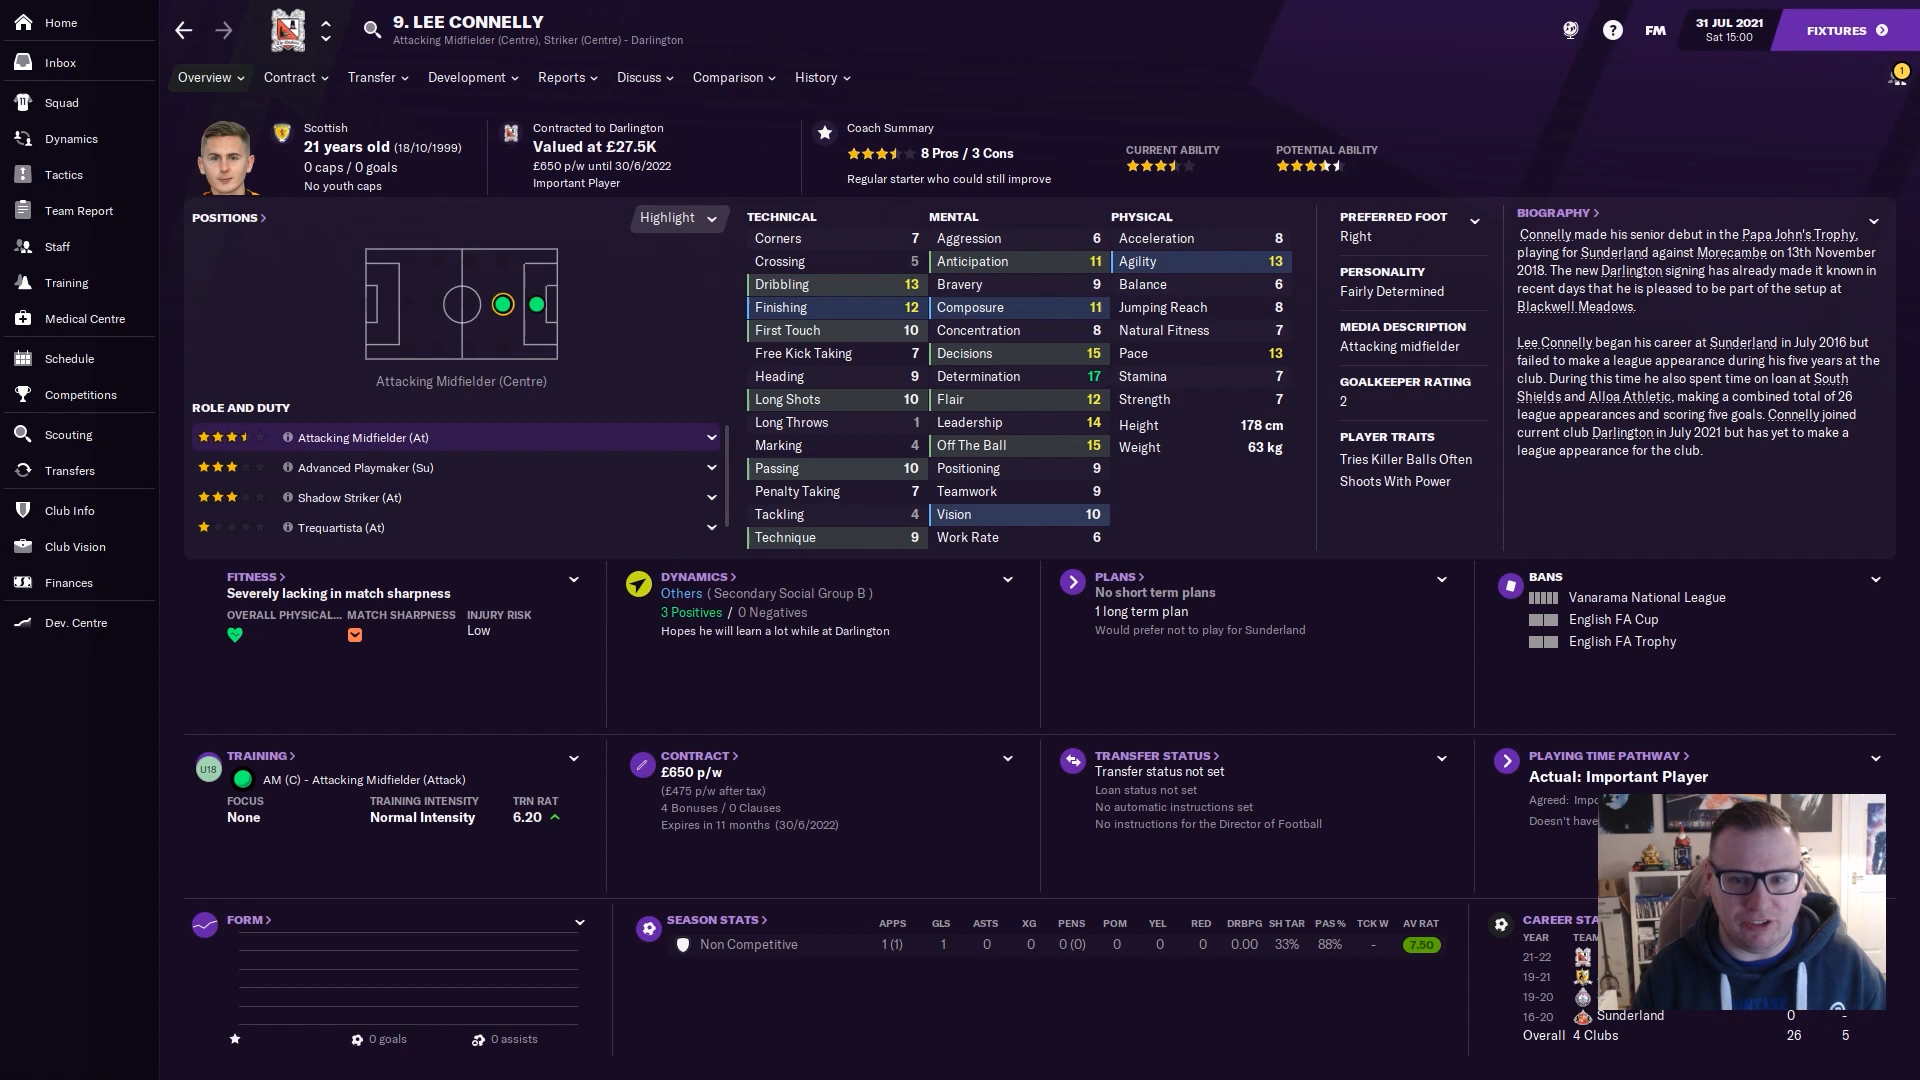 Home
Inbox
Squad
Dynamics
Tactics
Team Report
Staff
Training
Medical Centre
Schedule
Competitions
Scouting
Transfers
Club Info
Club Vision
Finances
Dev. Centre
9. LEE CONNELLY
Attacking Midfielder (Centre), Striker (Centre) - Darlington
FM
31 JUL 2021
Sat 15:00
FIXTURES
Overview Contract Transfer Development Reports Discuss Comparison History
1
Scottish
21 years old (18/10/1999)
0 caps / 0 goals
No youth caps
Contracted to Darlington
Valued at £27.5K
£650 p/w until 30/6/2022
Important Player
Coach Summary
8 Pros / 3 Cons
Regular starter who could still improve
CURRENT ABILITY
POTENTIAL ABILITY
POSITIONS
Highlight
Attacking Midfielder (Centre)
ROLE AND DUTY
Attacking Midfielder (At)
Advanced Playmaker (Su)
Shadow Striker (At)
Trequartista (At)
TECHNICAL
Corners 7
Crossing 5
Dribbling 13
Finishing 12
First Touch 10
Free Kick Taking 7
Heading 9
Long Shots 10
Long Throws 1
Marking 4
Passing 10
Penalty Taking 7
Tackling 4
Technique 9
MENTAL
Aggression 6
Anticipation 11
Bravery 9
Composure 11
Concentration 8
Decisions 15
Determination 17
Flair 12
Leadership 14
Off The Ball 15
Positioning 9
Teamwork 9
Vision 10
Work Rate 6
PHYSICAL
Acceleration 8
Agility 13
Balance 6
Jumping Reach 8
Natural Fitness 7
Pace 13
Stamina 7
Strength 7
Height 178 cm
Weight 63 kg
PREFERRED FOOT
Right
PERSONALITY
Fairly Determined
MEDIA DESCRIPTION
Attacking midfielder
GOALKEEPER RATING
2
PLAYER TRAITS
Tries Killer Balls Often
Shoots With Power
BIOGRAPHY
Connelly made his senior debut in the Papa John's Trophy,
playing for Sunderland against Morecambe on 13th November
2018. The new Darlington signing has already made it known in
recent days that he is pleased to be part of the setup at
Blackwell Meadows.
Lee Connelly began his career at Sunderland in July 2016 but
failed to make a league appearance during his five years at the
club. During this time he also spent time on loan at South
Shields and Alloa Athletic, making a combined total of 26
league appearances and scoring five goals. Connelly joined
current club Darlington in July 2021 but has yet to make a
league appearance for the club.
FITNESS
Severely lacking in match sharpness
OVERALL PHYSICAL... MATCH SHARPNESS INJURY RISK
Low
DYNAMICS
Others ( Secondary Social Group B )
3 Positives / 0 Negatives
Hopes he will learn a lot while at Darlington
PLANS
No short term plans
1 long term plan
Would prefer not to play for Sunderland
BANS
Vanarama National League
English FA Cup
English FA Trophy
U18
TRAINING
AM (C) - Attacking Midfielder (Attack)
FOCUS TRAINING INTENSITY TRN RAT
None Normal Intensity 6.20
CONTRACT
£650 p/w
(£475 p/w after tax)
4 Bonuses / 0 Clauses
Expires in 11 months (30/6/2022)
TRANSFER STATUS
Transfer status not set
Loan status not set
No automatic instructions set
No instructions for the Director of Football
PLAYING TIME PATHWAY
Actual: Important Player
Agreed: Impo
Doesn't have
FORM
0 goals 0 assists
SEASON STATS
APPS GLS ASTS XG PENS POM YEL RED DRBPG SH TAR PAS % TCK W AV RAT
Non Competitive 1 (1) 1 0 0 0 (0) 0 0 0 0.00 33% 88% - 7.50
CAREER STA
YEAR TEAM
21-22
19-21
19-20
16-20 Sunderland 0 -
Overall 4 Clubs 26 5